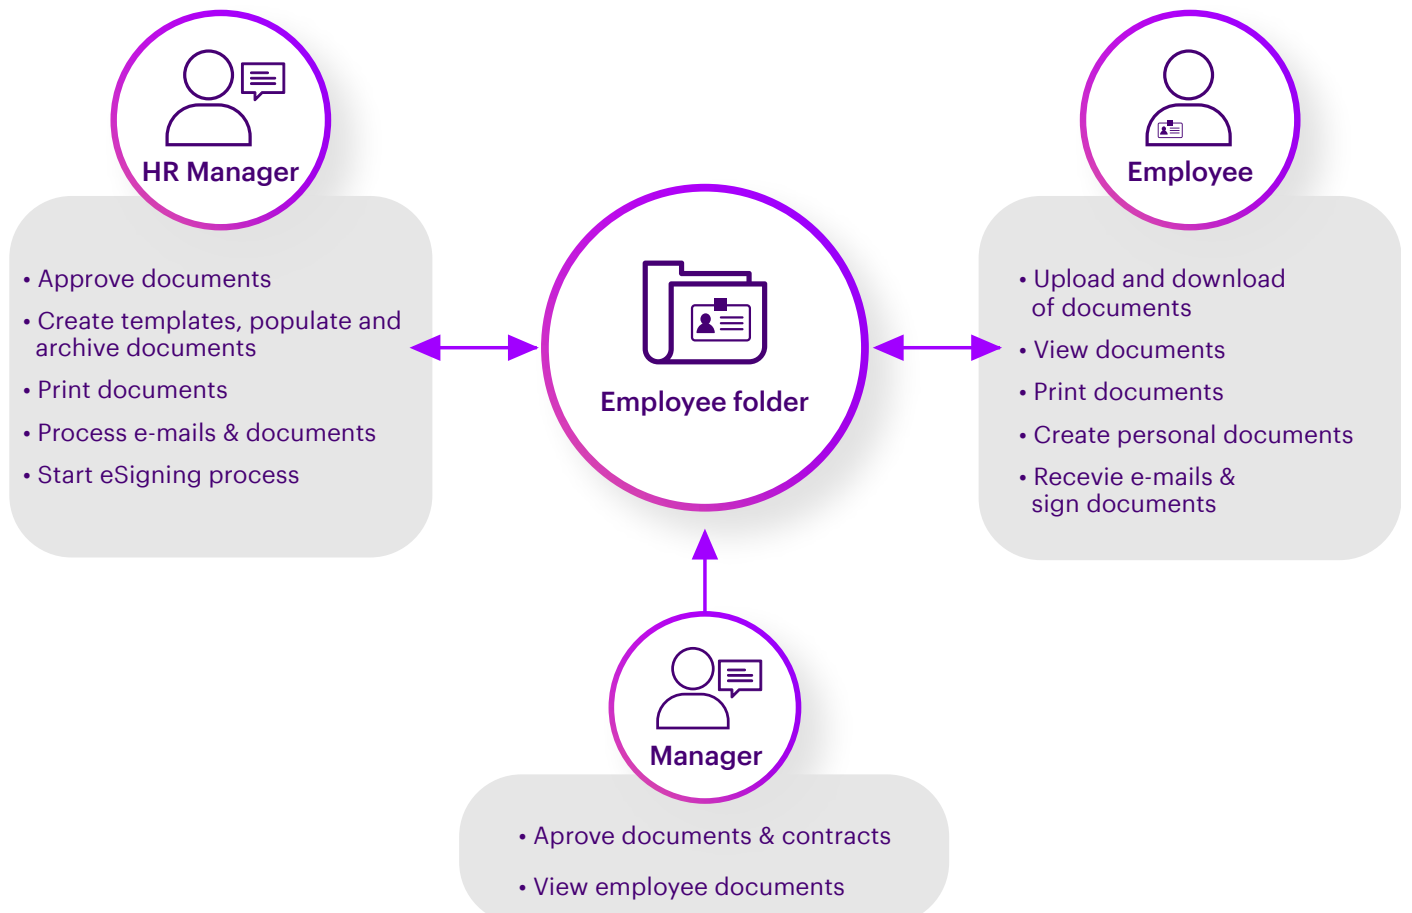 HR Manager
• Approve documents
• Create templates, populate and
archive documents
• Print documents
• Process e-mails & documents
• Start eSigning process
Employee folder
Employee
• Upload and download
of documents
• View documents
• Print documents
• Create personal documents
• Recevie e-mails &
sign documents
Manager
• Aprove documents & contracts
• View employee documents